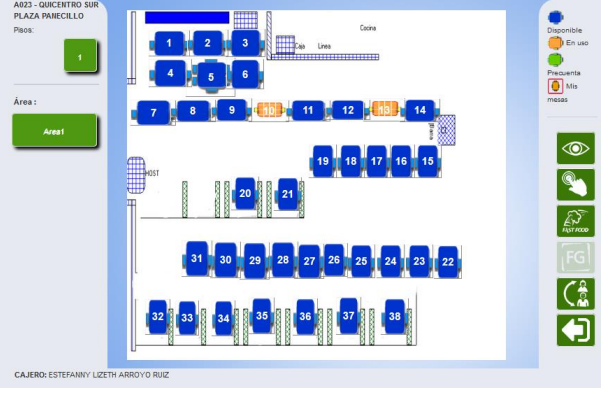 A023 - QUICENTRO SUR
PLAZA PANECILLO
Pisos:
1
Área :
Area1
Cocina
Caja Linea
1 2 3
4 5 6
7 8 9 10 11 12 13 14
19 18 17 16 15
HOST
20 21
31 30 29 28 27 26 25 24 23 22
32 33 34 35 36 37 38
Disponible
En uso
Precuenta
Mis
mesas
FAST FOOD
FG
CAJERO: ESTEFANNY LIZETH ARROYO RUIZ